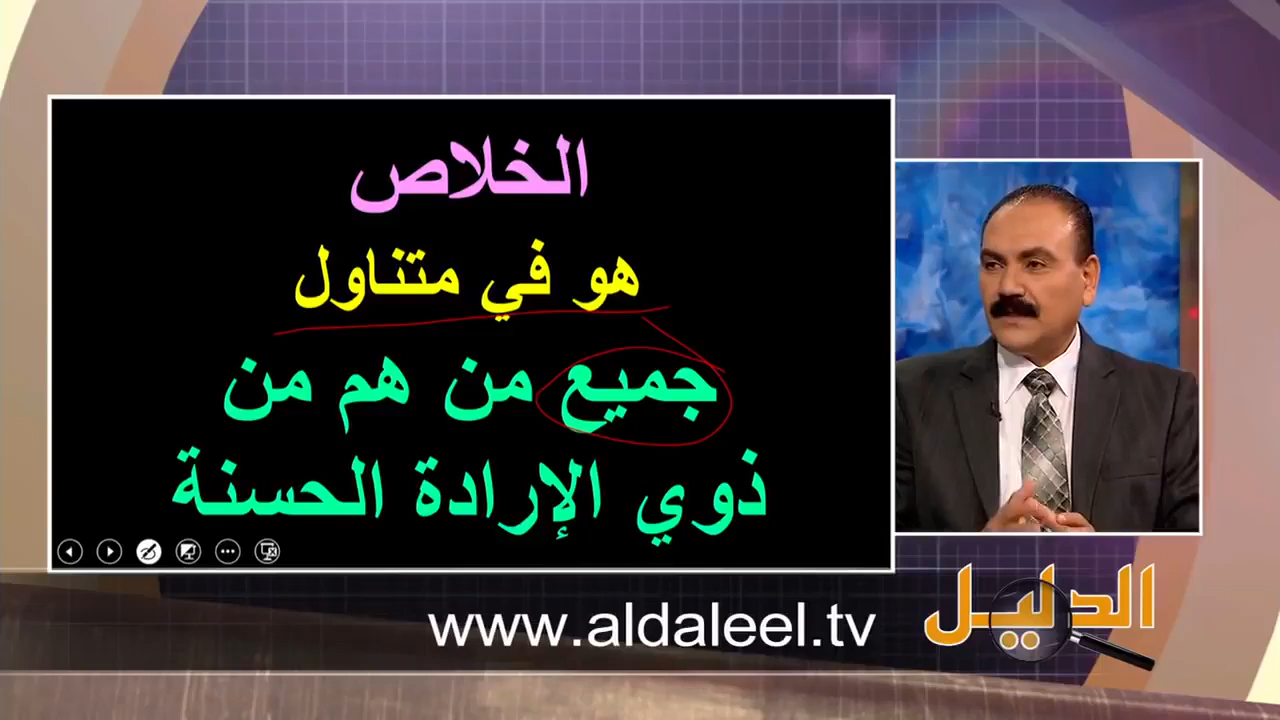 الخلاص
هو في متناول
جميع من هم من
ذوي الإرادة الحسنة
www.aldaleel.tv
الدليل